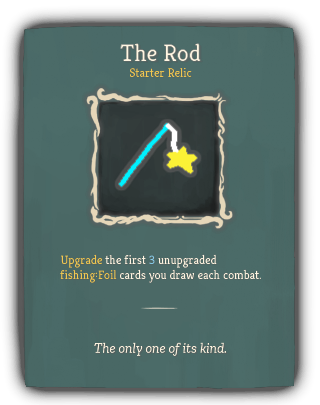 The Rod
Starter Relic
Upgrade the first 3 unupgraded
fishing:Foil cards you draw each combat.
The only one of its kind.